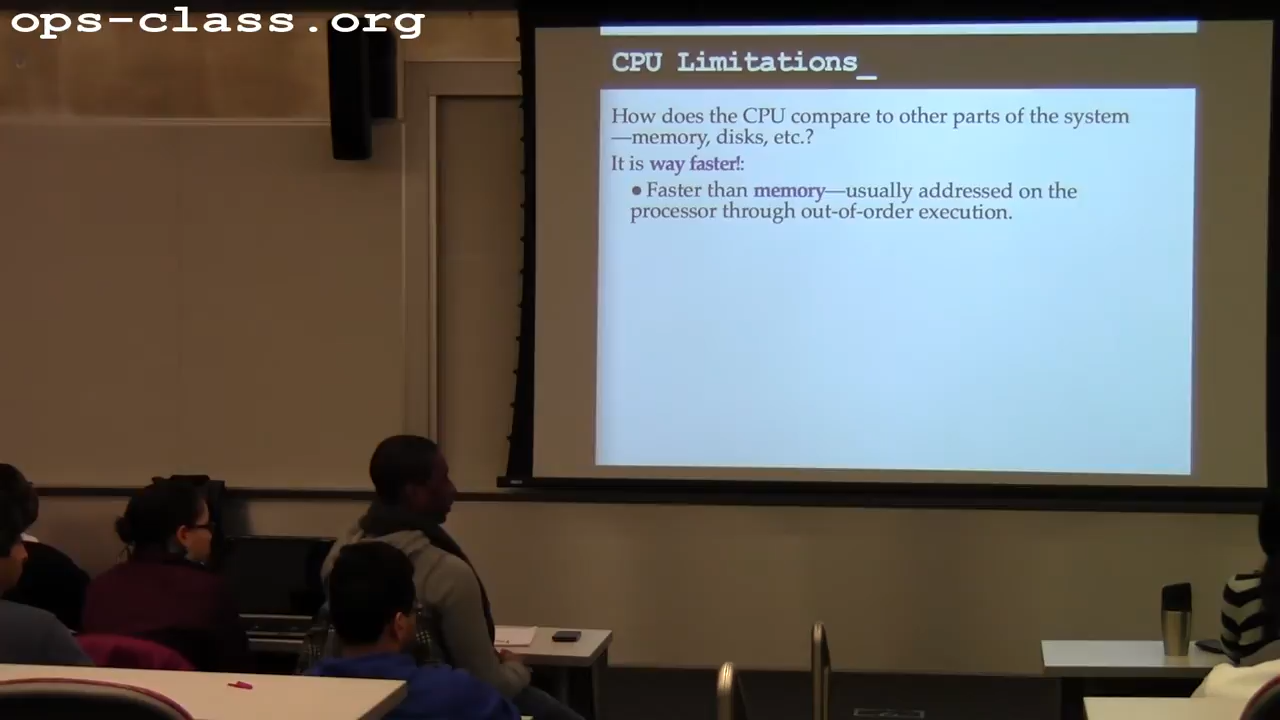 ops-class.org
CPU Limitations_
How does the CPU compare to other parts of the system
—memory, disks, etc.?
It is way faster!:
● Faster than memory—usually addressed on the
processor through out-of-order execution.